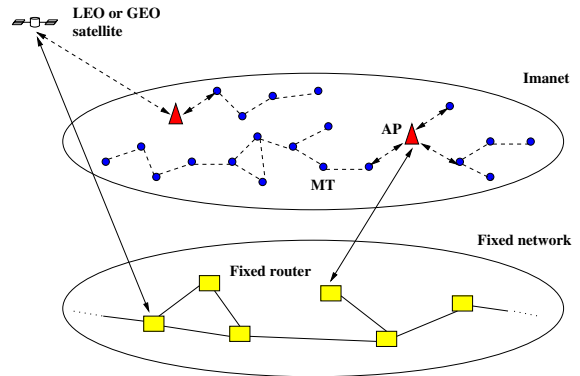 LEO or GEO
satellite
Imanet
AP
MT
Fixed network
Fixed router